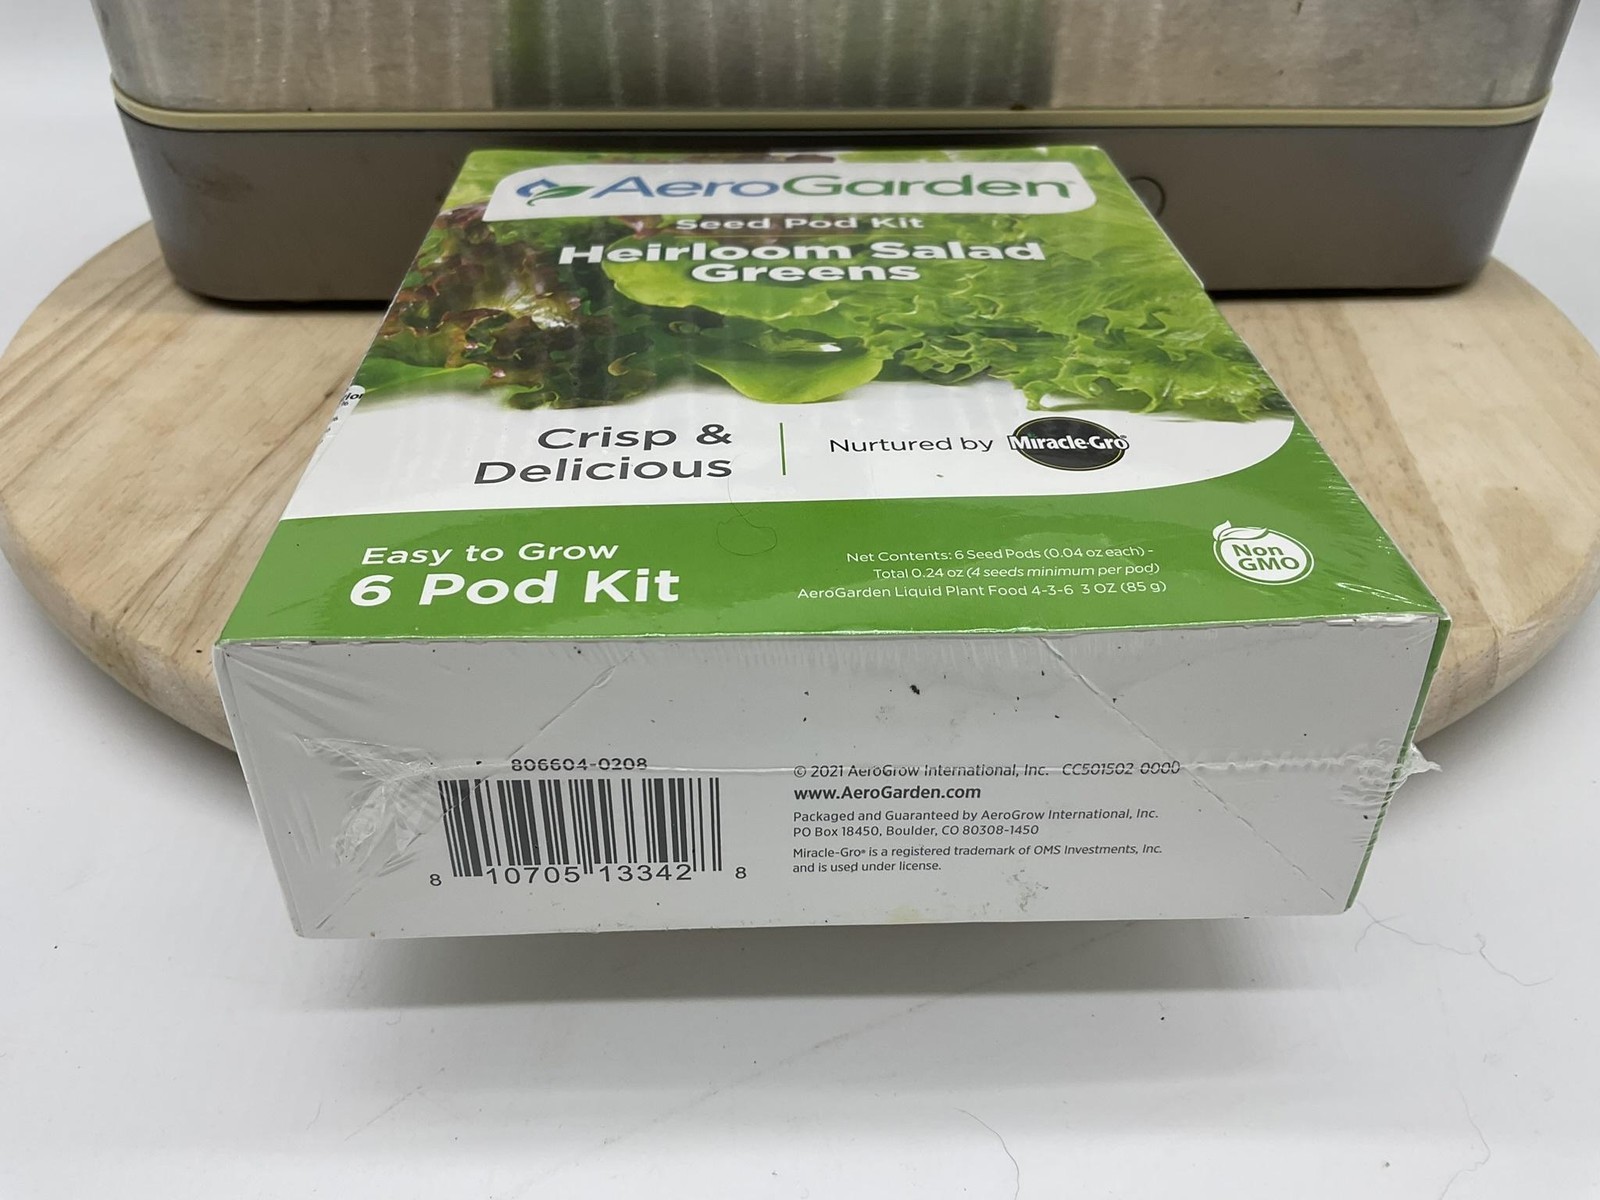 AeroGarden
Seed Pod Kit
Heirloom Salad
Greens
Crisp &
Delicious
Nurtured by Miracle-Gro®
Easy to Grow
6 Pod Kit
Net Contents: 6 Seed Pods (0.04 oz each) -
Total 0.24 oz (4 seeds minimum per pod)
AeroGarden Liquid Plant Food 4-3-6 3 OZ (85 g)
Non
GMO
806604-0208
8 10705 13342 8
© 2021 AeroGrow International, Inc. CC501502 0000
www.AeroGarden.com
Packaged and Guaranteed by AeroGrow International, Inc.
PO Box 18450, Boulder, CO 80308-1450
Miracle-Gro® is a registered trademark of OMS Investments, Inc.
and is used under license.